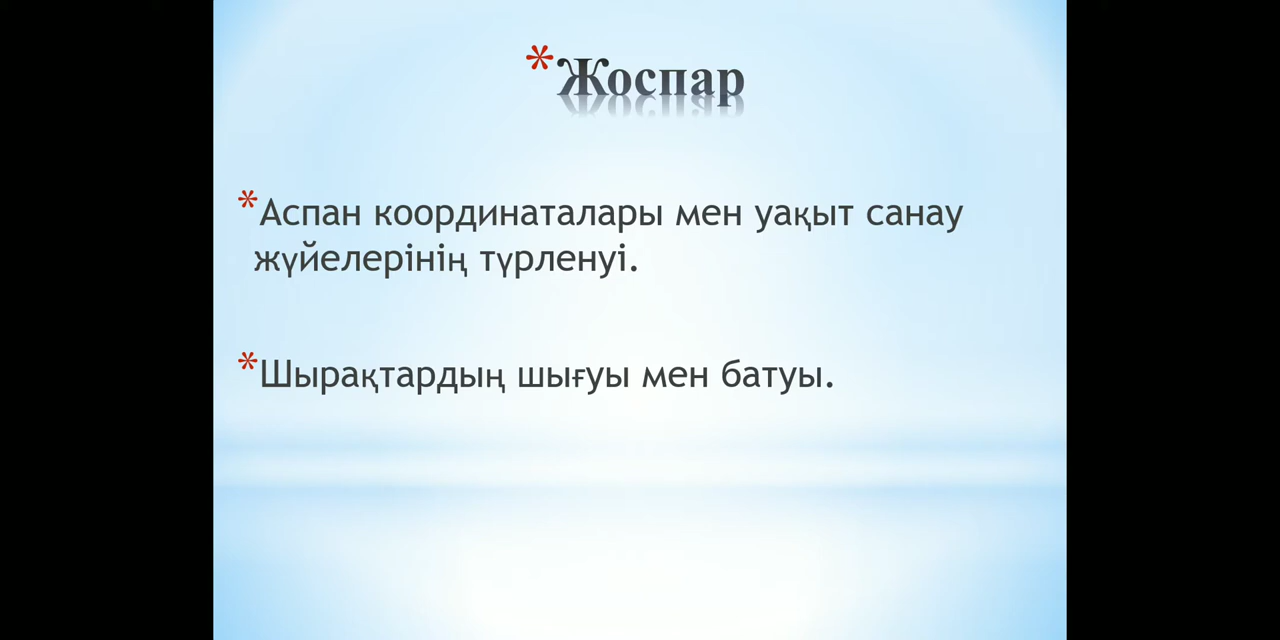 *Жоспар
*Аспан координаталары мен уақыт санау
жүйелерінің түрленуі.
*Шырақтардың шығуы мен батуы.